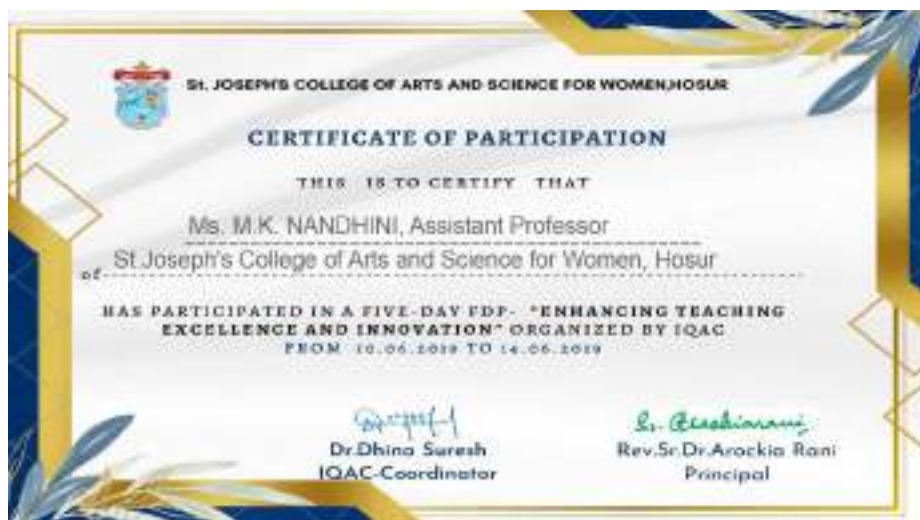 St. JOSEPH'S COLLEGE OF ARTS AND SCIENCE FOR WOMEN,HOSUR
CERTIFICATE OF PARTICIPATION
THIS IS TO CERTIFY THAT
Ms. M.K. NANDHINI, Assistant Professor
of St.Joseph's College of Arts and Science for Women, Hosur
HAS PARTICIPATED IN A FIVE-DAY FDP- "ENHANCING TEACHING
EXCELLENCE AND INNOVATION" ORGANIZED BY IQAC
FROM 10.06.2019 TO 14.06.2019
Dr.Dhina Suresh
IQAC-Coordinator
Rev.Sr.Dr.Arockia Rani
Principal